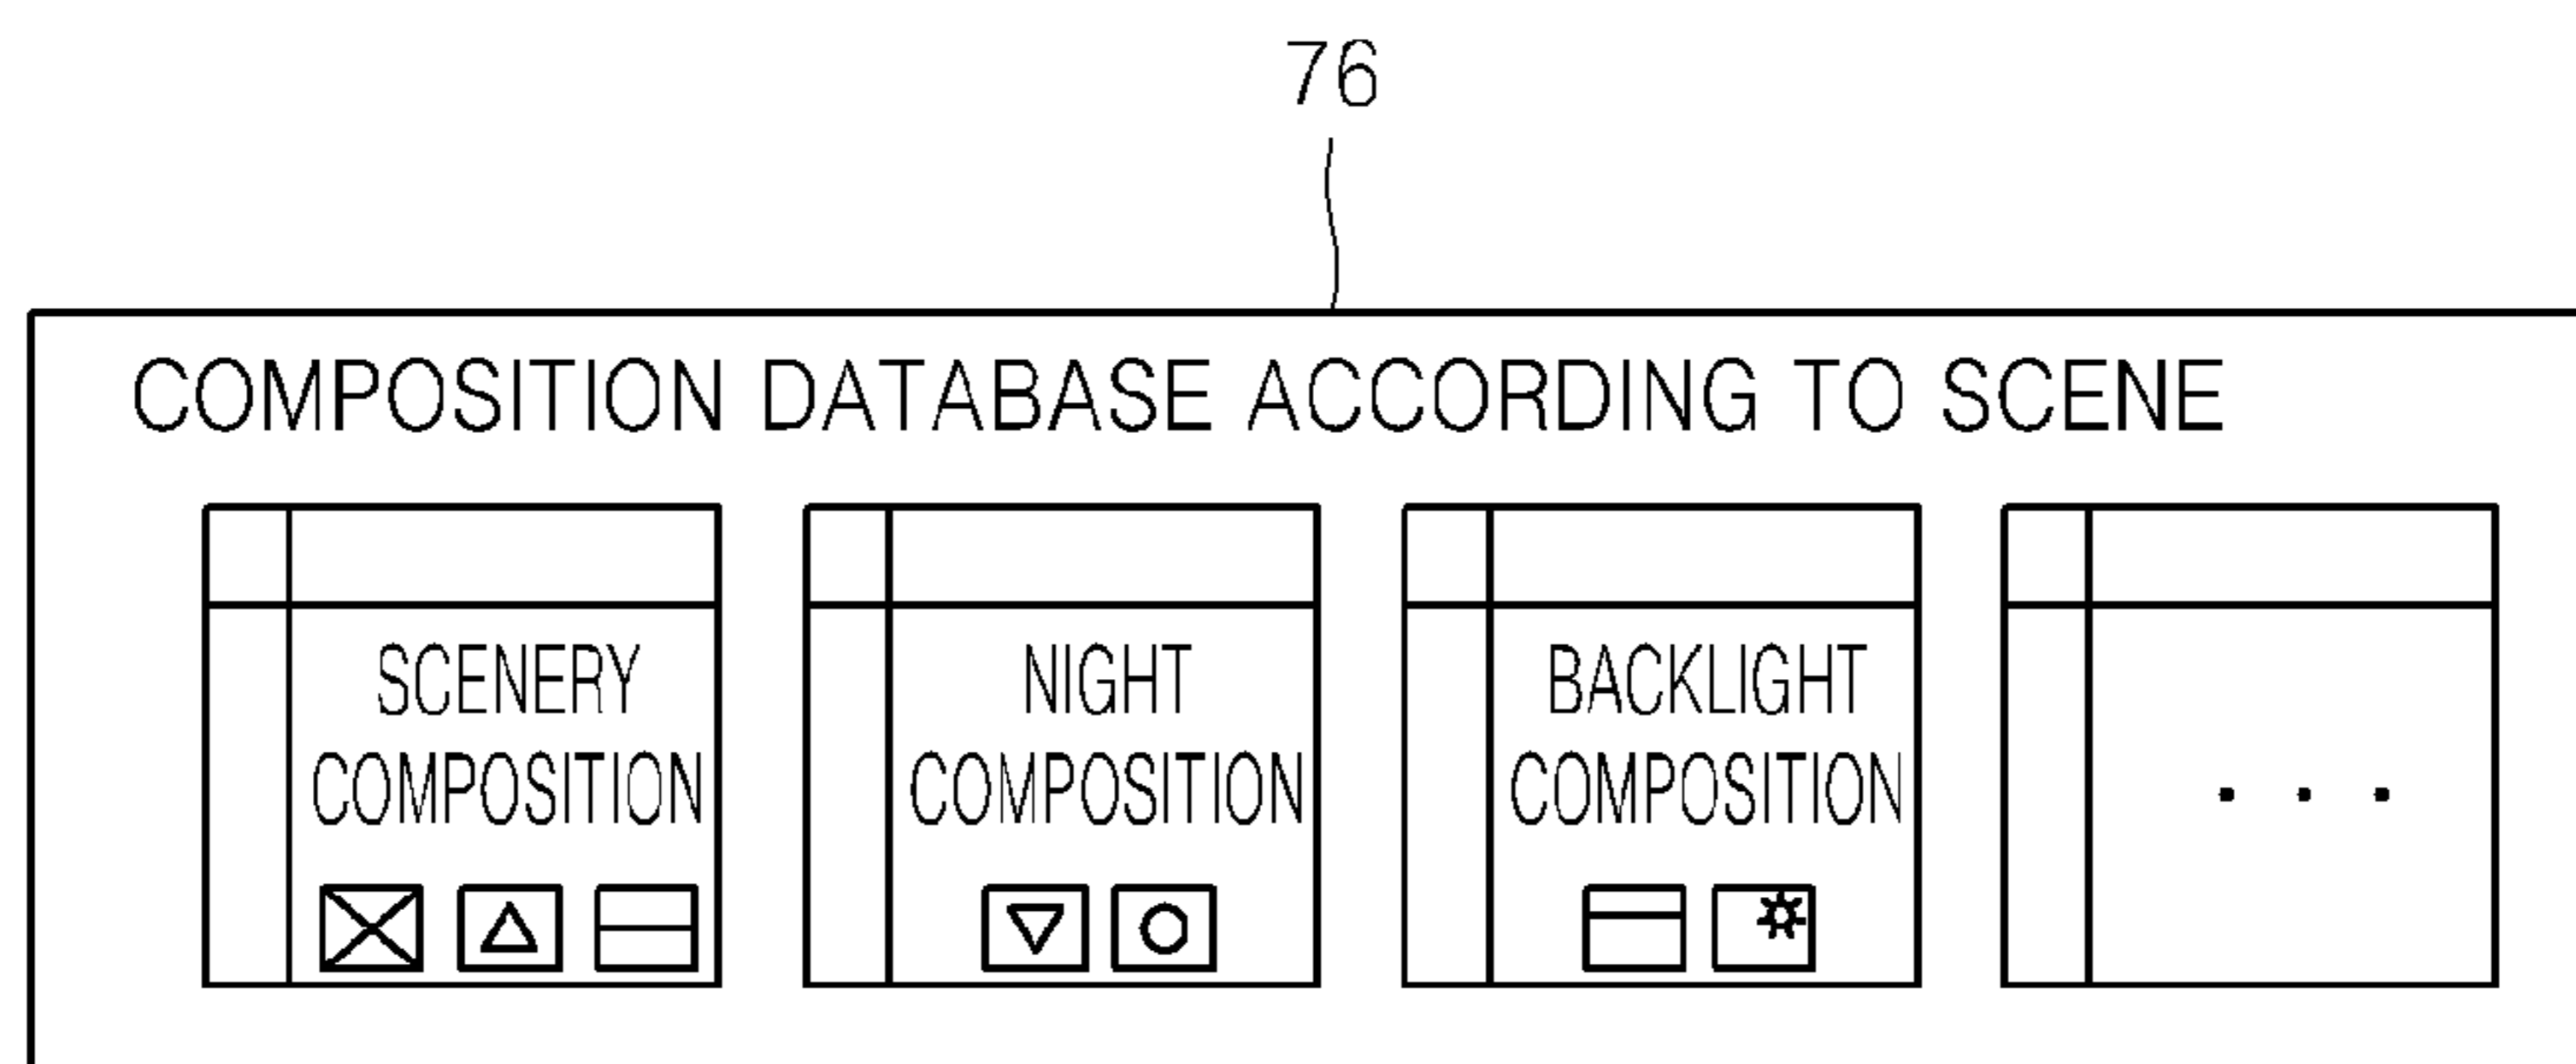 76
COMPOSITION DATABASE ACCORDING TO SCENE
SCENERY
COMPOSITION
NIGHT
COMPOSITION
BACKLIGHT
COMPOSITION
. . .